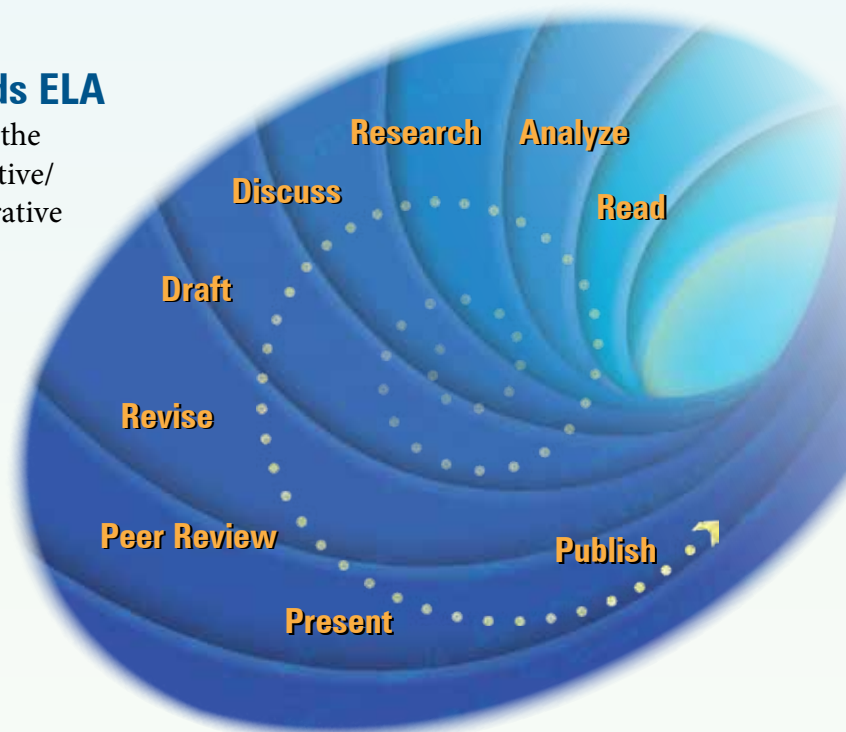 ds ELA
the
tive/
rative
Research
Analyze
Discuss
Read
Draft
Revise
Peer Review
Publish
Present